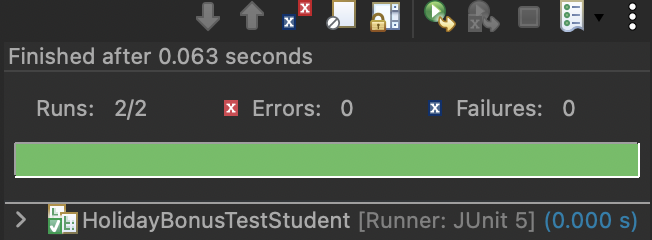 Finished after 0.063 seconds
Runs: 2/2 Errors: 0 Failures: 0
HolidayBonusTestStudent [Runner: JUnit 5] (0.000 s)